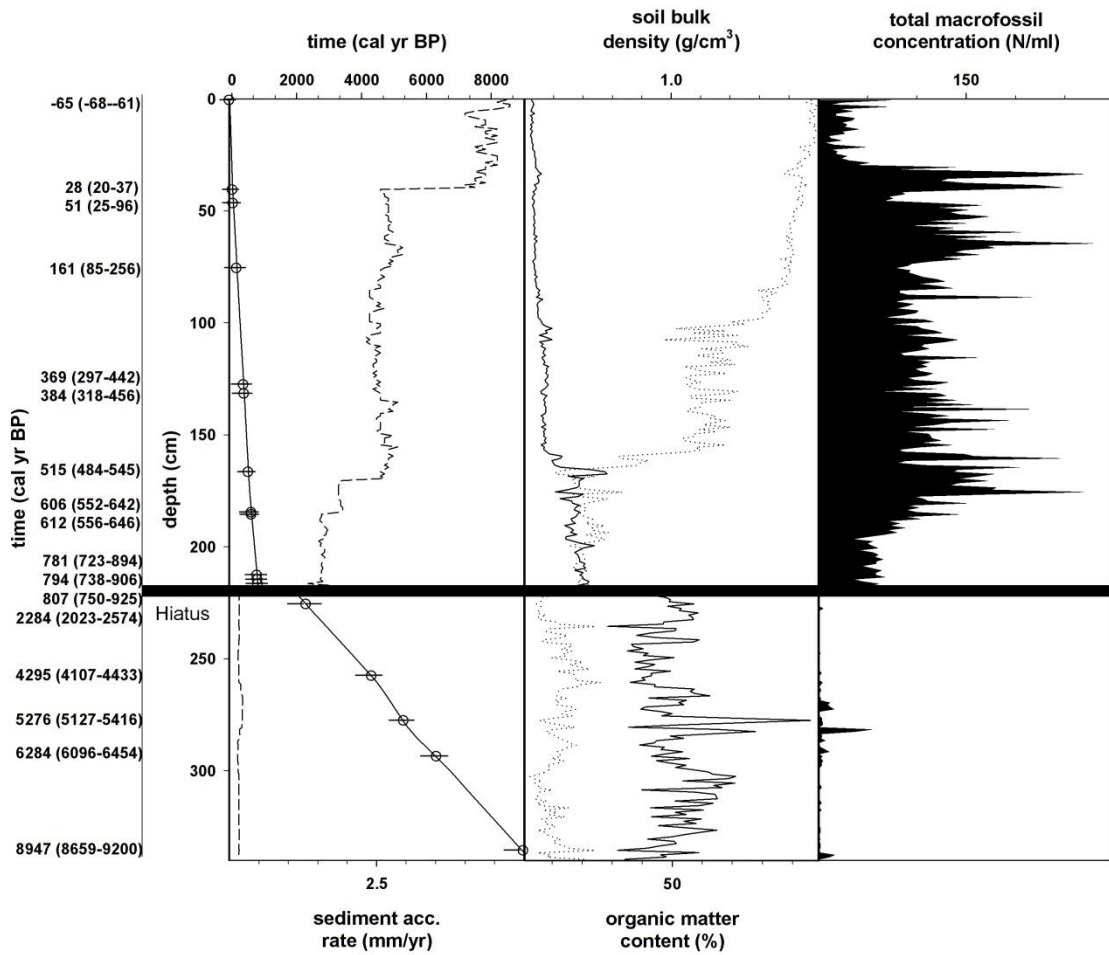 time (cal yr BP)
soil bulk
density (g/cm³)
total macrofossil
concentration (N/ml)
0 2000 4000 6000 8000
1.0
150
-65 (-68--61)
28 (20-37)
51 (25-96)
161 (85-256)
369 (297-442)
384 (318-456)
515 (484-545)
606 (552-642)
612 (556-646)
781 (723-894)
794 (738-906)
807 (750-925)
2284 (2023-2574)
4295 (4107-4433)
5276 (5127-5416)
6284 (6096-6454)
8947 (8659-9200)
time (cal yr BP)
depth (cm)
0
50
100
150
200
250
300
Hiatus
2.5
50
sediment acc.
rate (mm/yr)
organic matter
content (%)